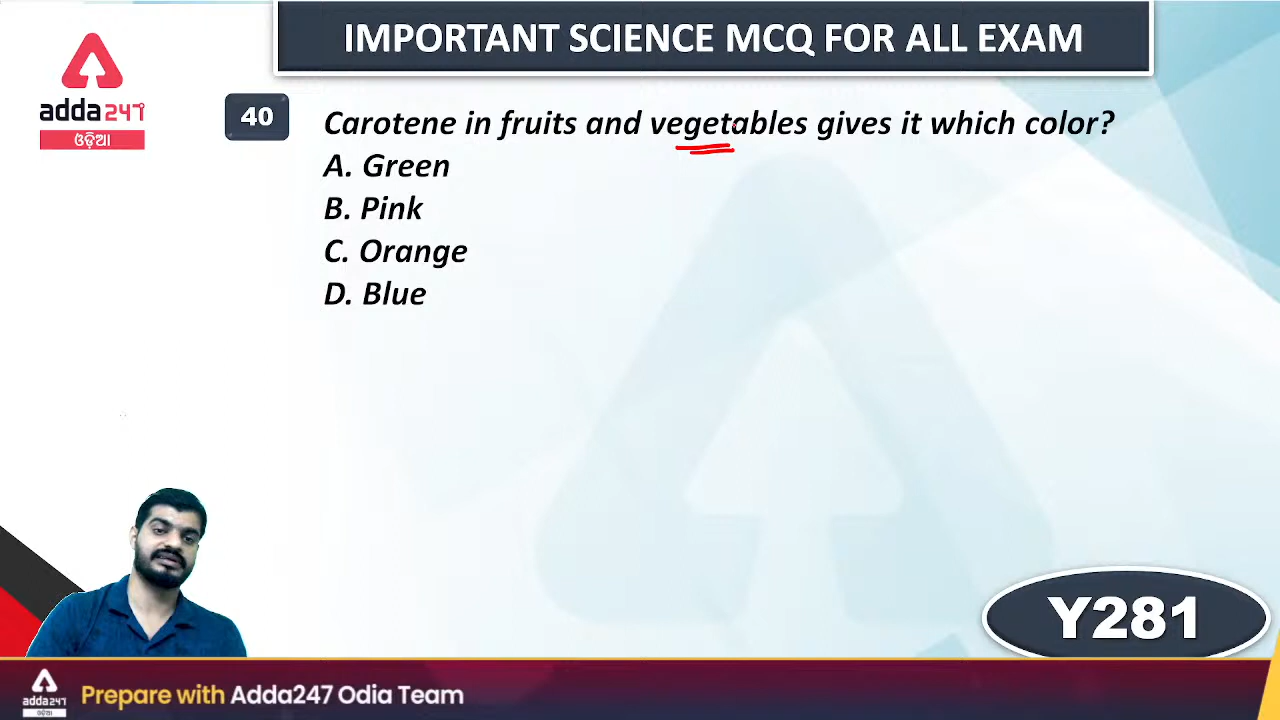 IMPORTANT SCIENCE MCQ FOR ALL EXAM
adda247
ଓଡ଼ିଆ
40
Carotene in fruits and vegetables gives it which color?
A. Green
B. Pink
C. Orange
D. Blue
Y281
adda247
ଓଡ଼ିଆ
Prepare with Adda247 Odia Team